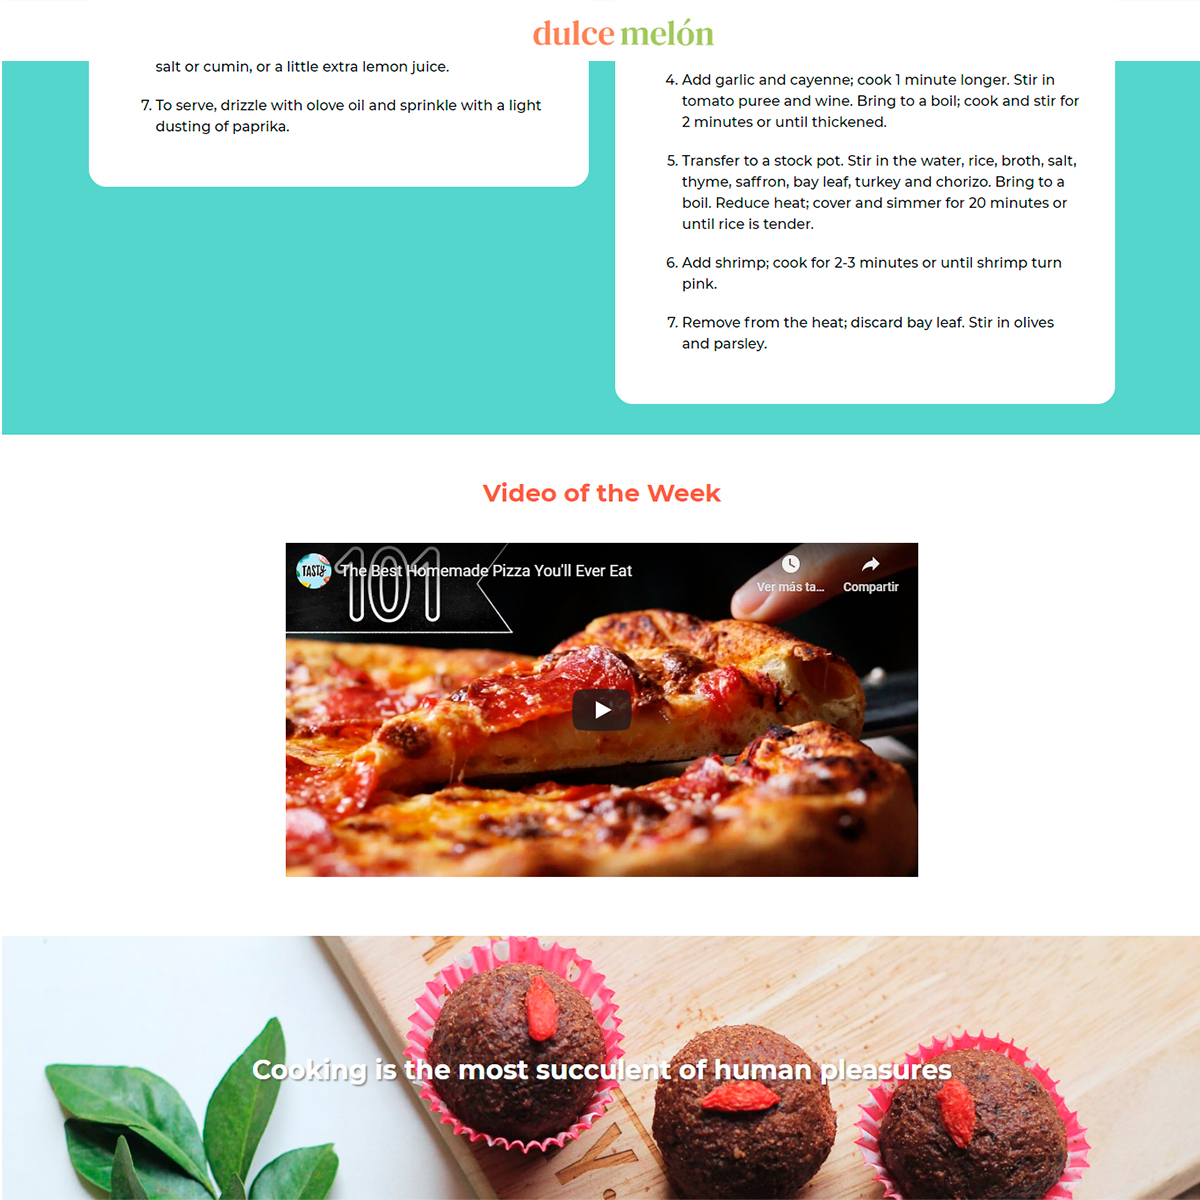 dulce melón
salt or cumin, or a little extra lemon juice.
7. To serve, drizzle with olove oil and sprinkle with a light
dusting of paprika.
4. Add garlic and cayenne; cook 1 minute longer. Stir in
tomato puree and wine. Bring to a boil; cook and stir for
2 minutes or until thickened.
5. Transfer to a stock pot. Stir in the water, rice, broth, salt,
thyme, saffron, bay leaf, turkey and chorizo. Bring to a
boil. Reduce heat; cover and simmer for 20 minutes or
until rice is tender.
6. Add shrimp; cook for 2-3 minutes or until shrimp turn
pink.
7. Remove from the heat; discard bay leaf. Stir in olives
and parsley.
Video of the Week
TASTY
The Best Homemade Pizza You'll Ever Eat
101
Ver más ta...
Compartir
Cooking is the most succulent of human pleasures